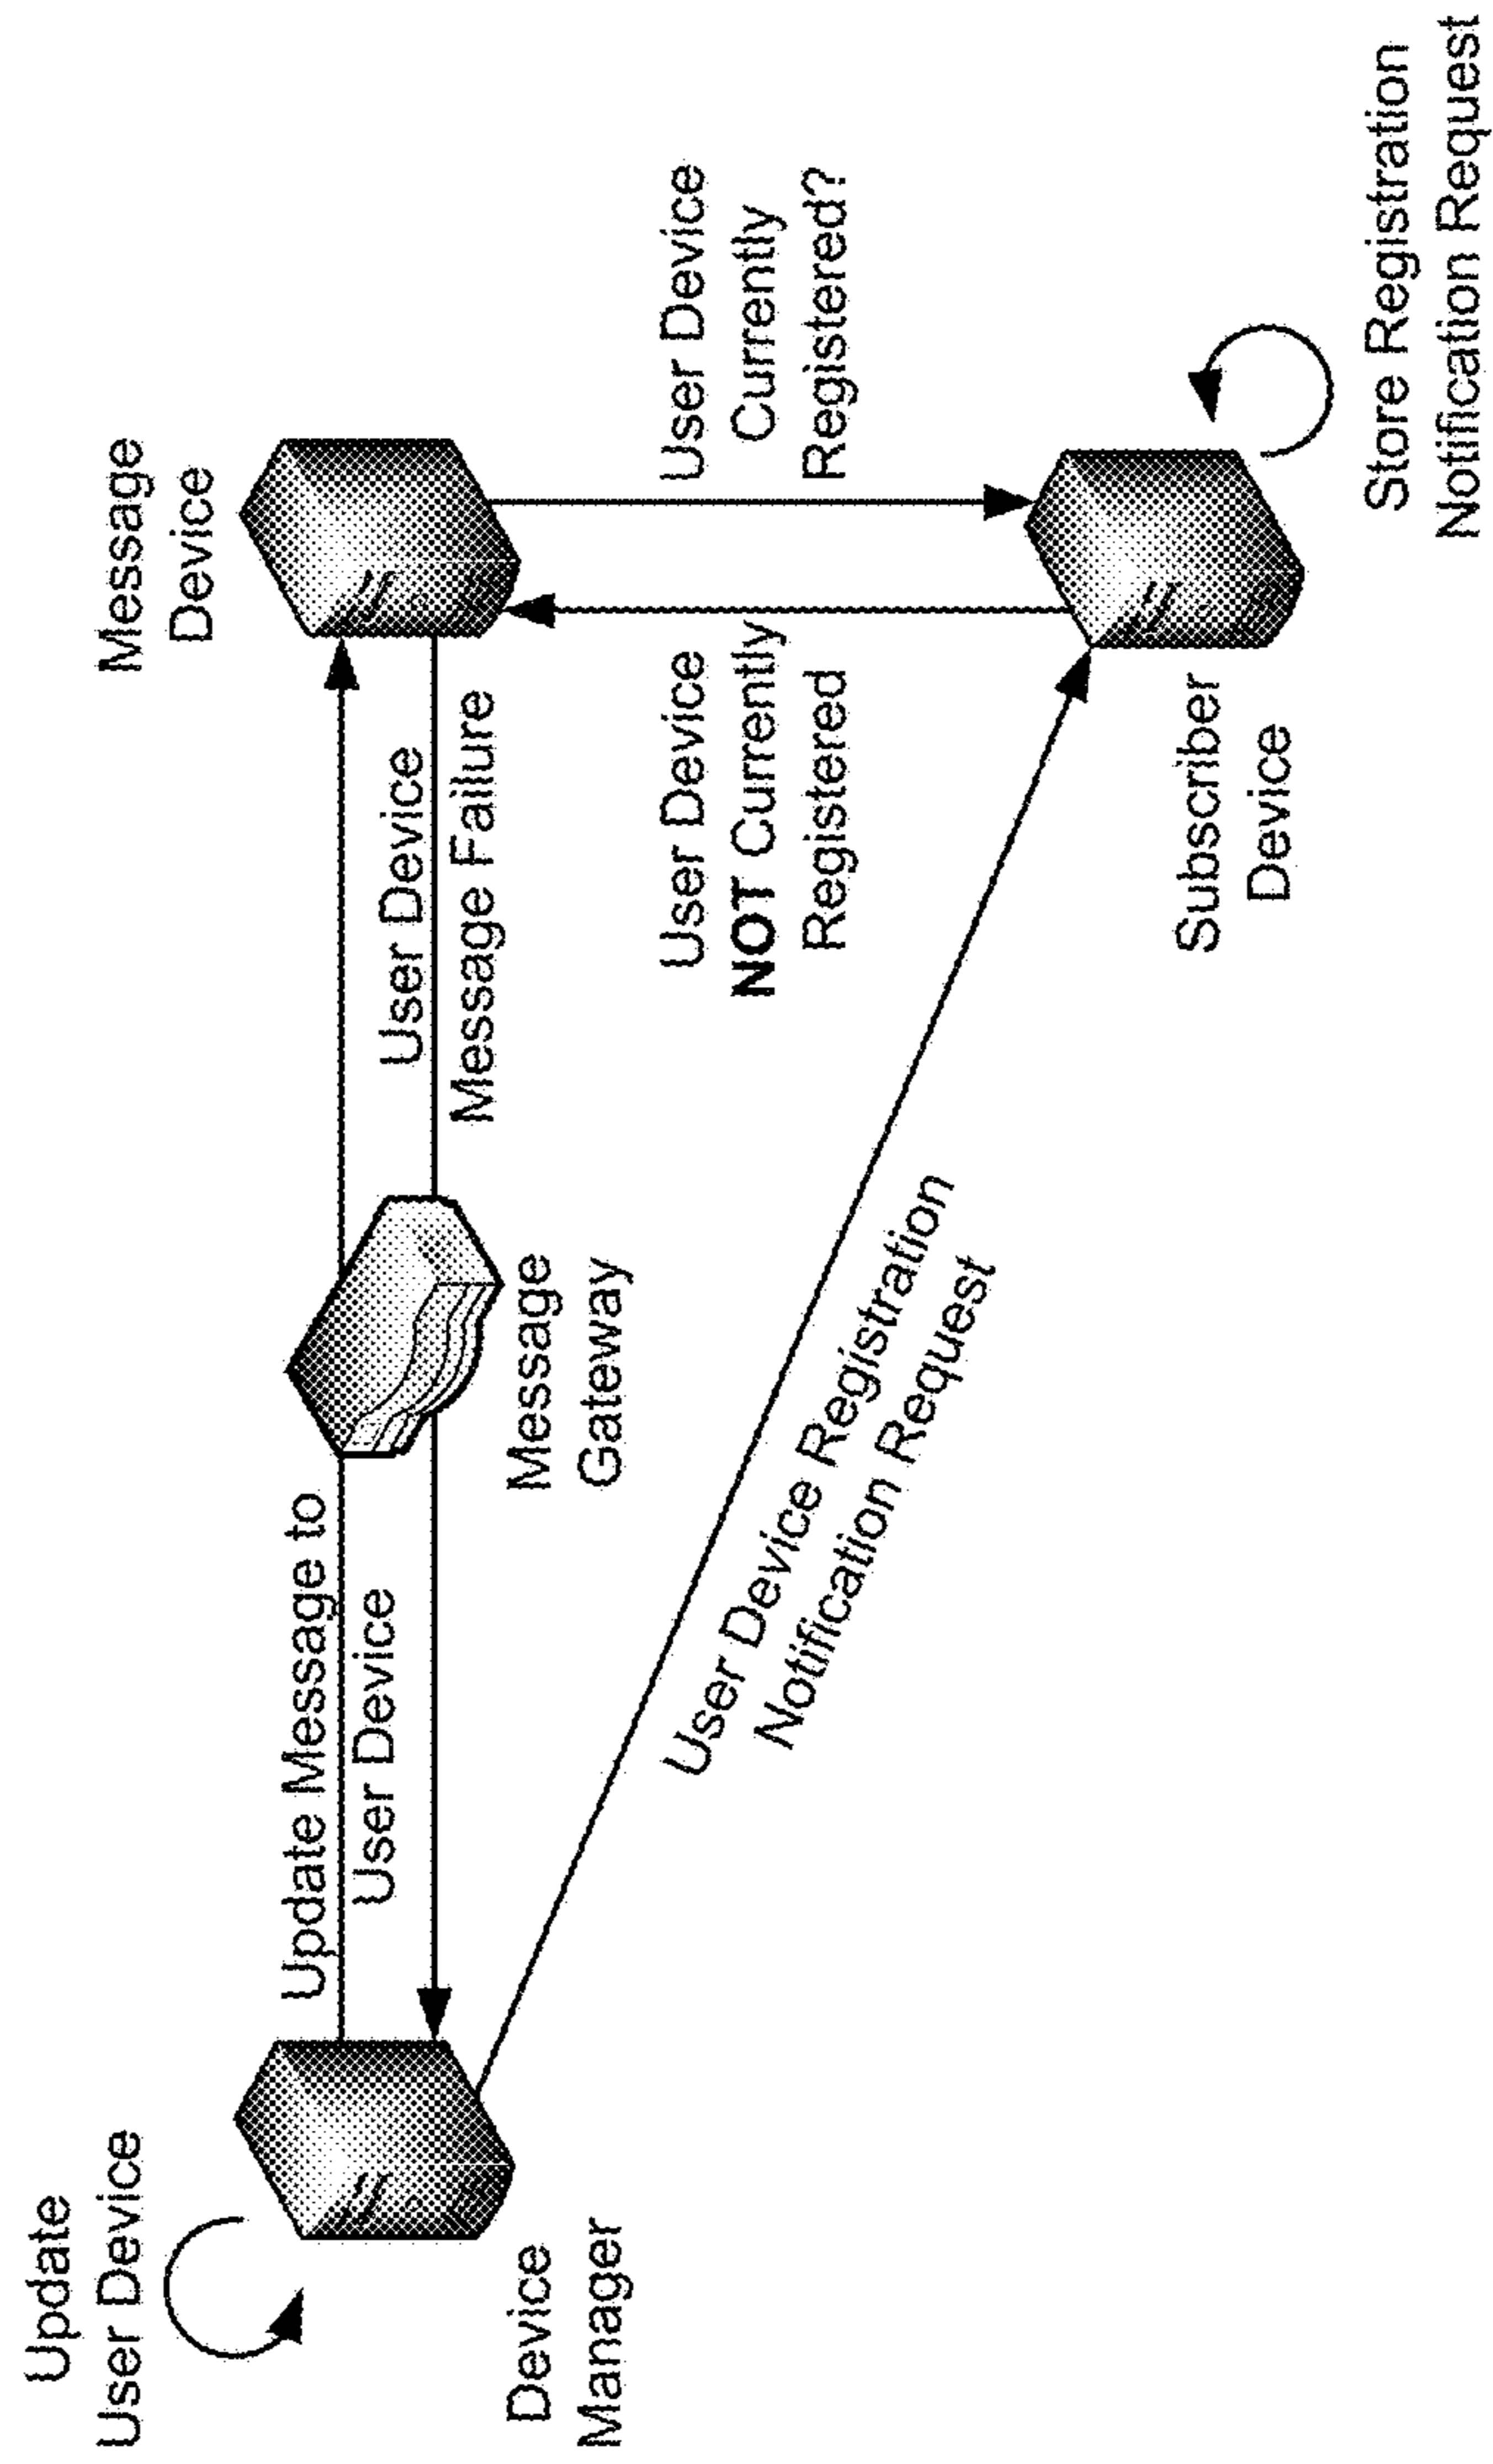 Update
User Device
Device
Manager
Update Message to
User Device
Message
Gateway
User Device
Message Failure
Message
Device
User Device
Currently
Registered?
User Device
NOT Currently
Registered
User Device Registration
Notification Request
Subscriber
Device
Store Registration
Notification Request